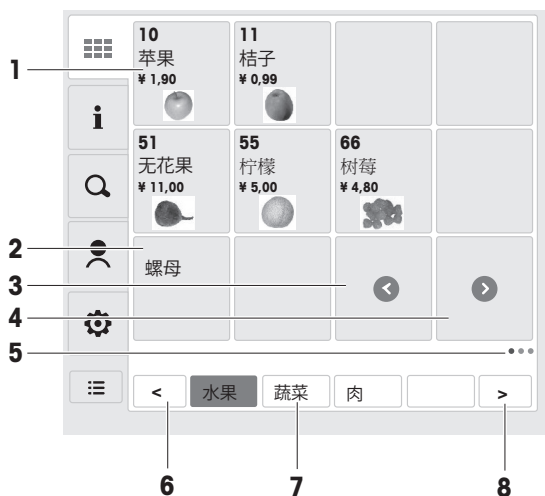 10
11
苹果
桔子
¥ 1,90
¥ 0,99
51
55
66
无花果
柠檬
树莓
¥ 11,00
¥ 5,00
¥ 4,80
螺母
< 水果 蔬菜 肉 >
1
2
3
4
5
6
7
8